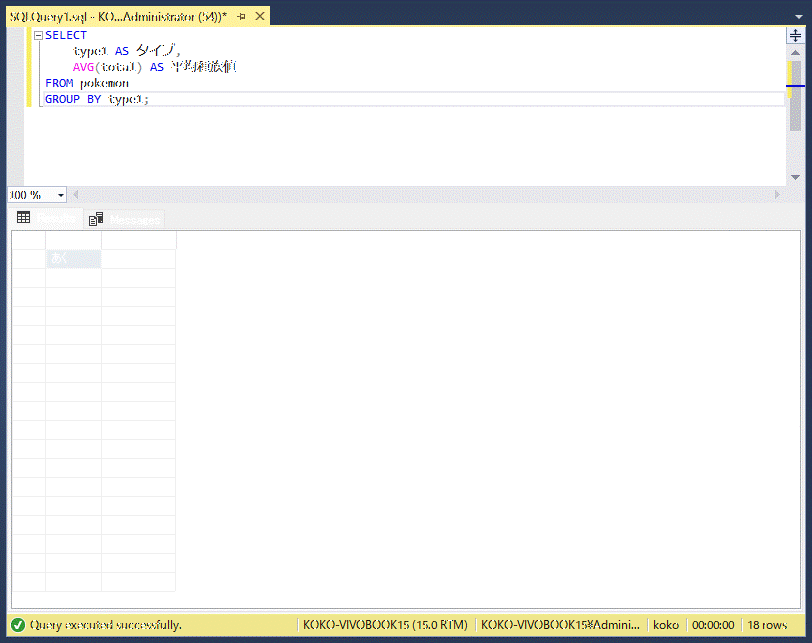 SQLQuery1.sql - KO...Administrator (54))*
SELECT
type1 AS タイプ,
AVG(total) AS 平均種族値
FROM pokemon
GROUP BY type1;
100 %
Results Messages
あく
Query executed successfully.
KOKO-VIVOBOOK15 (15.0 RTM) KOKO-VIVOBOOK15¥Admini... koko 00:00:00 18 rows